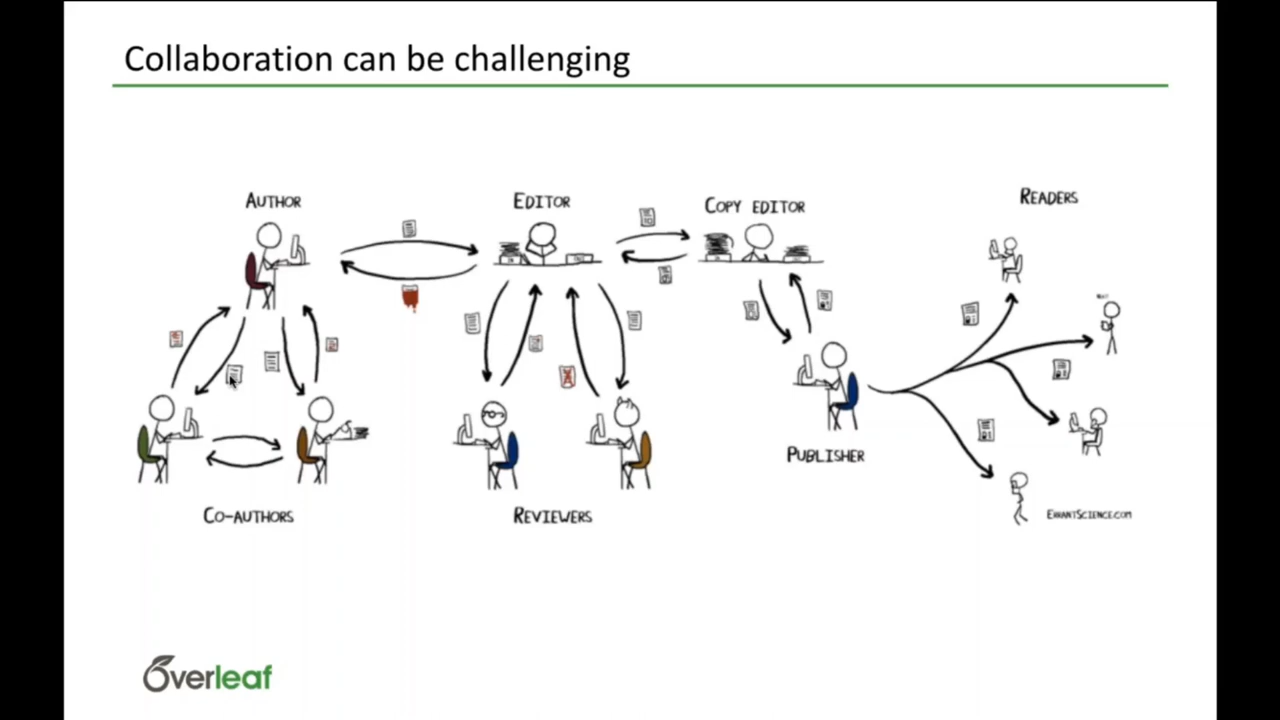 Collaboration can be challenging
AUTHOR
EDITOR
COPY EDITOR
READERS
PUBLISHER
CO-AUTHORS
REVIEWERS
ERRANTSCIENCE.COM
Overleaf